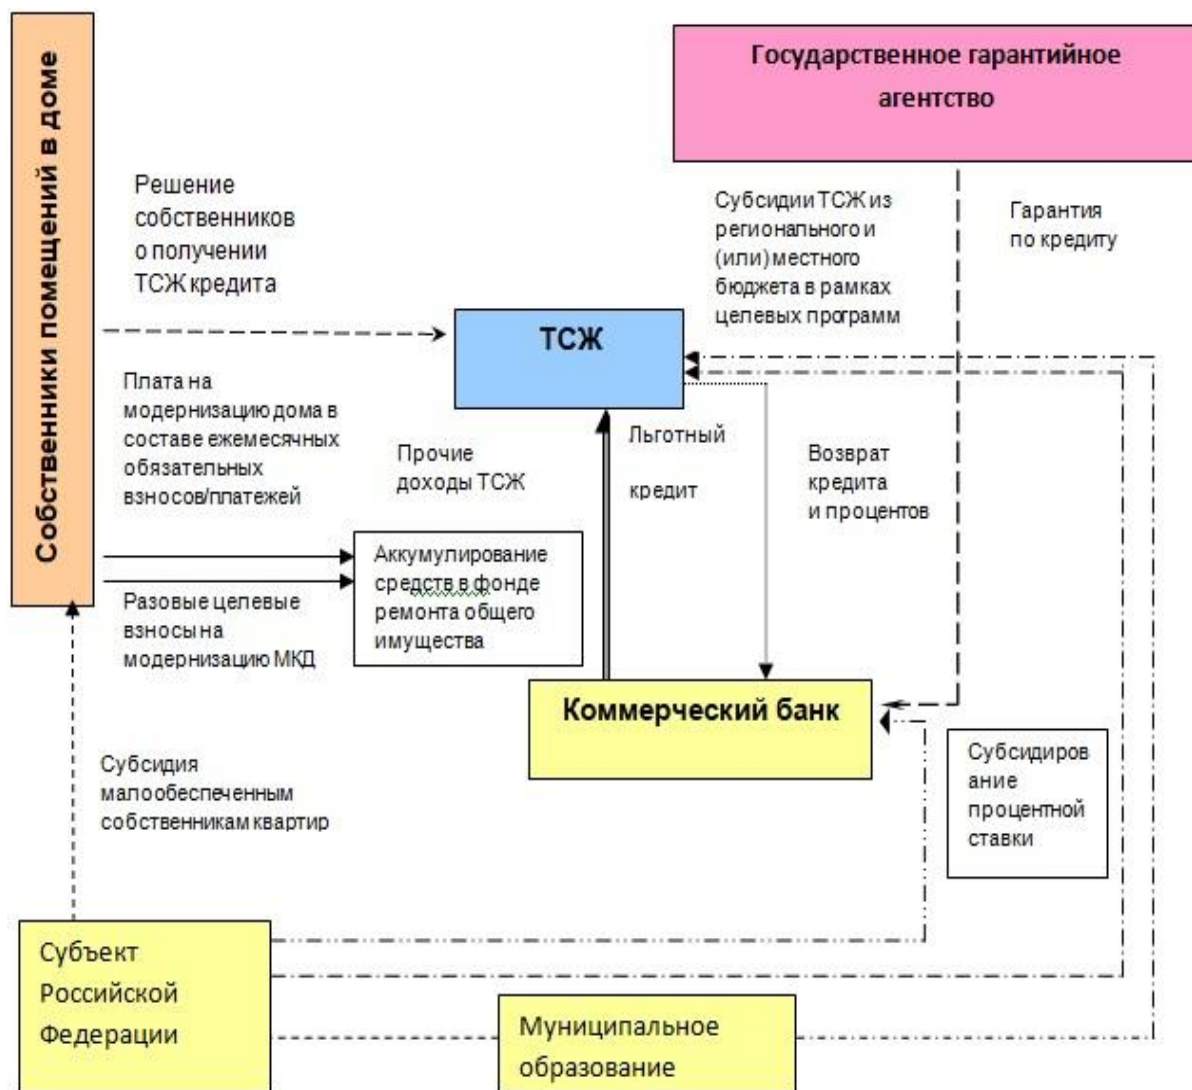 Собственники помещений в доме
Государственное гарантийное
агентство
Решение
собственников
о получении
ТСЖ кредита
Субсидии ТСЖ из
регионального и
(или) местного
бюджета в рамках
целевых программ
Гарантия
по кредиту
ТСЖ
Плата на
модернизацию дома в
составе ежемесячных
обязательных
взносов/платежей
Прочие
доходы ТСЖ
Льготный
кредит
Возврат
кредита
и процентов
Аккумулирование
средств в фонде
ремонта общего
имущества
Разовые целевые
взносы на
модернизацию МКД
Коммерческий банк
Субсидиров
ание
процентной
ставки
Субсидия
малообеспеченным
собственникам квартир
Субъект
Российской
Федерации
Муниципальное
образование